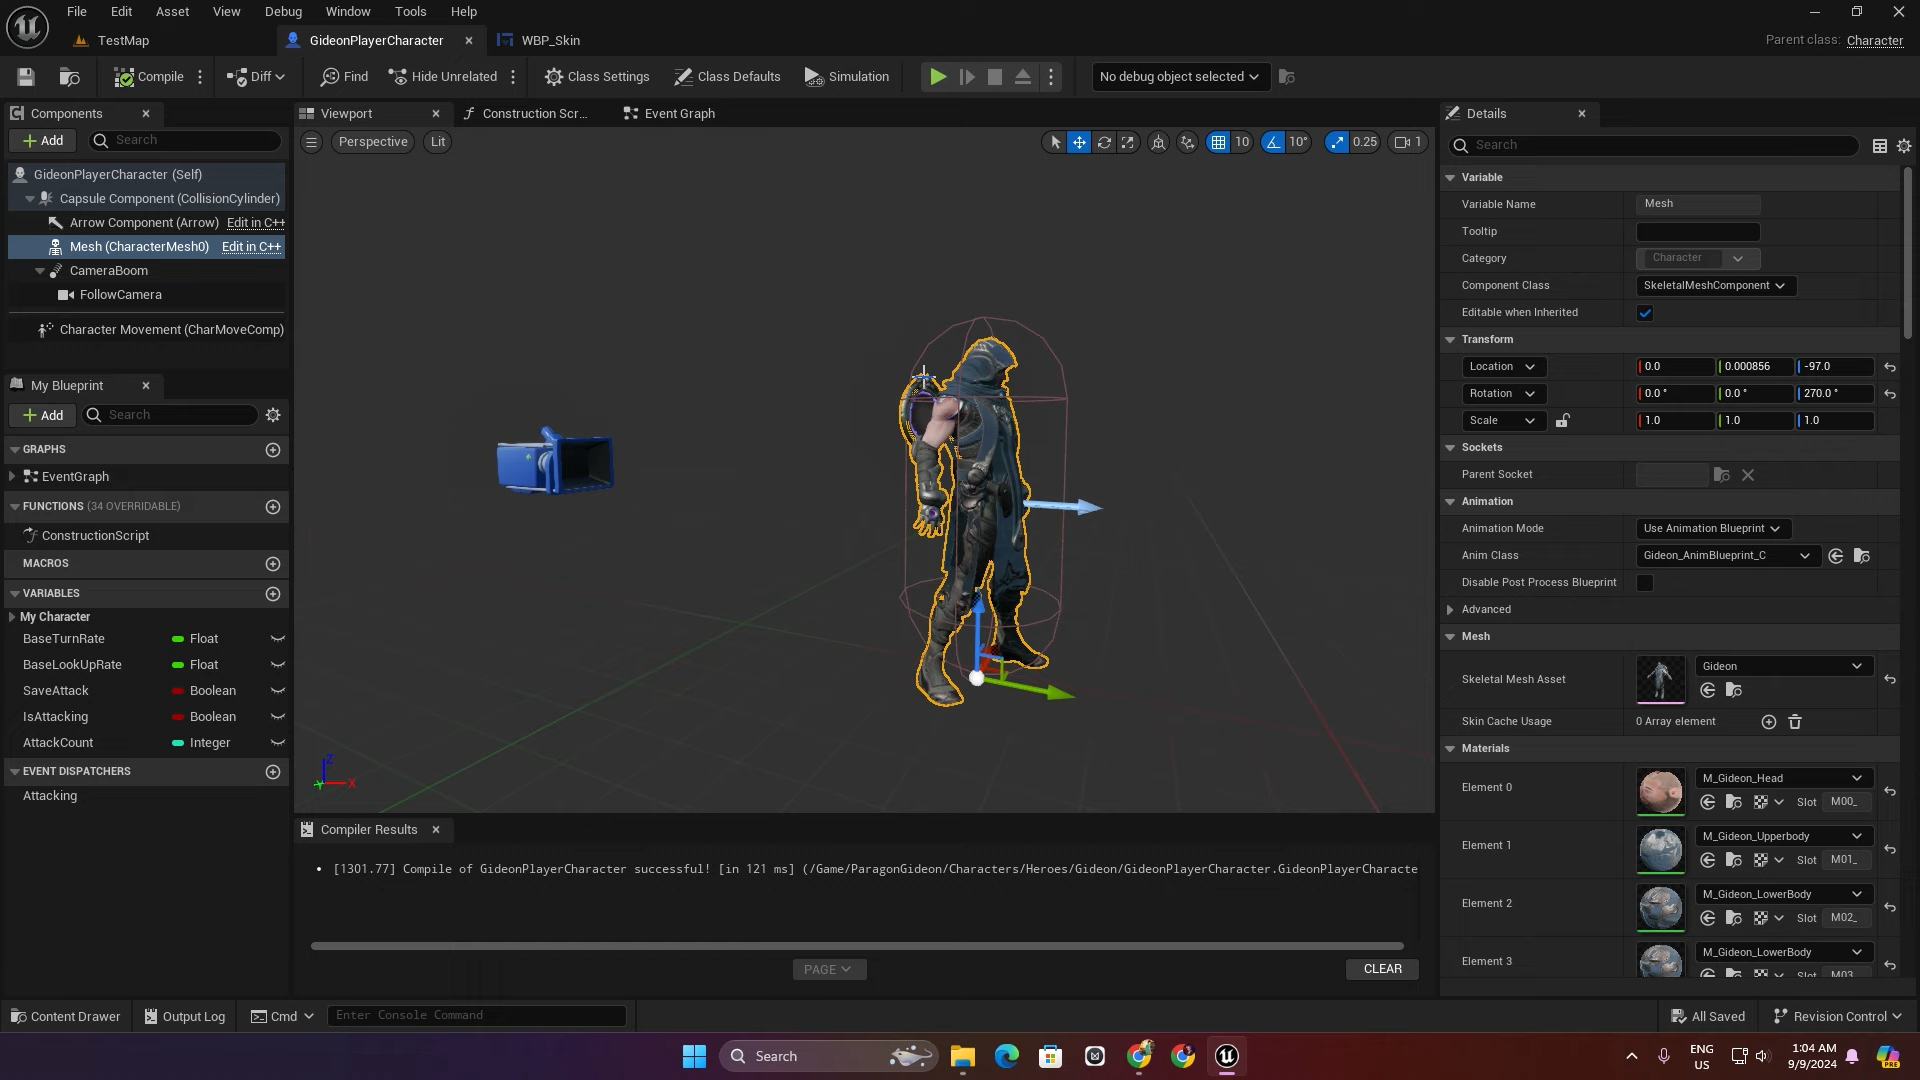 File Edit Asset View Debug Window Tools Help
TestMap GideonPlayerCharacter WBP_Skin Parent class: Character
Compile Diff Find Hide Unrelated Class Settings Class Defaults Simulation No debug object selected
Components Viewport Construction Scr... Event Graph Details
Add Search Perspective Lit 10 10° 0.25 1 Search
GideonPlayerCharacter (Self)
Capsule Component (CollisionCylinder)
Arrow Component (Arrow) Edit in C++
Mesh (CharacterMesh0) Edit in C++
CameraBoom
FollowCamera
Character Movement (CharMoveComp)
My Blueprint
Add Search
GRAPHS
EventGraph
FUNCTIONS (34 OVERRIDABLE)
ConstructionScript
MACROS
VARIABLES
My Character
BaseTurnRate Float
BaseLookUpRate Float
SaveAttack Boolean
IsAttacking Boolean
AttackCount Integer
EVENT DISPATCHERS
Attacking
Z
X
Y
Compiler Results
[1301.77] Compile of GideonPlayerCharacter successful! [in 121 ms] (/Game/ParagonGideon/Characters/Heroes/Gideon/GideonPlayerCharacter.GideonPlayerCharacte
PAGE CLEAR
Variable
Variable Name Mesh
Tooltip
Category Character
Component Class SkeletalMeshComponent
Editable when Inherited
Transform
Location 0.0 0.000856 -97.0
Rotation 0.0 ° 0.0 ° 270.0 °
Scale 1.0 1.0 1.0
Sockets
Parent Socket
Animation
Animation Mode Use Animation Blueprint
Anim Class Gideon_AnimBlueprint_C
Disable Post Process Blueprint
Advanced
Mesh
Skeletal Mesh Asset Gideon
Skin Cache Usage 0 Array element
Materials
Element 0 M_Gideon_Head
Slot M00_
Element 1 M_Gideon_Upperbody
Slot M01_
Element 2 M_Gideon_LowerBody
Slot M02_
Element 3 M_Gideon_LowerBody
Slot M03_
Content Drawer Output Log Cmd Enter Console Command All Saved Revision Control
Search ENG
US
1:04 AM
9/9/2024
PRE